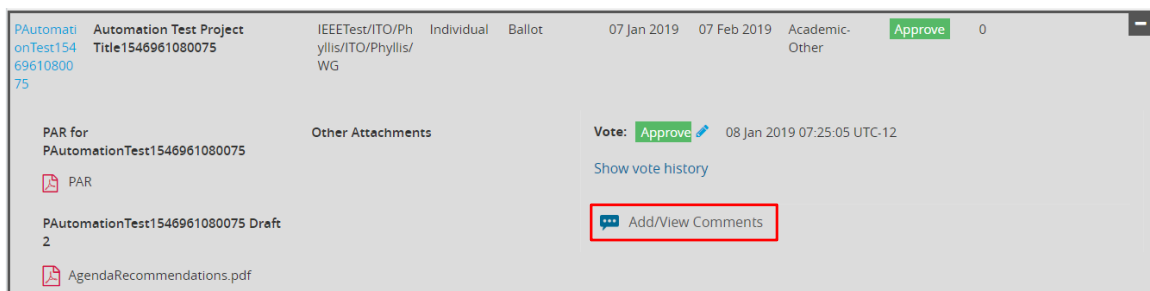 PAutomati Automation Test Project IEEETest/ITO/Ph Individual Ballot 07 Jan 2019 07 Feb 2019 Academic- Approve 0
onTest154 Title1546961080075 yllis/ITO/Phyllis/ Other
69610800 WG
75
PAR for Other Attachments Vote: Approve 08 Jan 2019 07:25:05 UTC-12
PAutomationTest1546961080075
Show vote history
PAR
Add/View Comments
PAutomationTest1546961080075 Draft
2
AgendaRecommendations.pdf